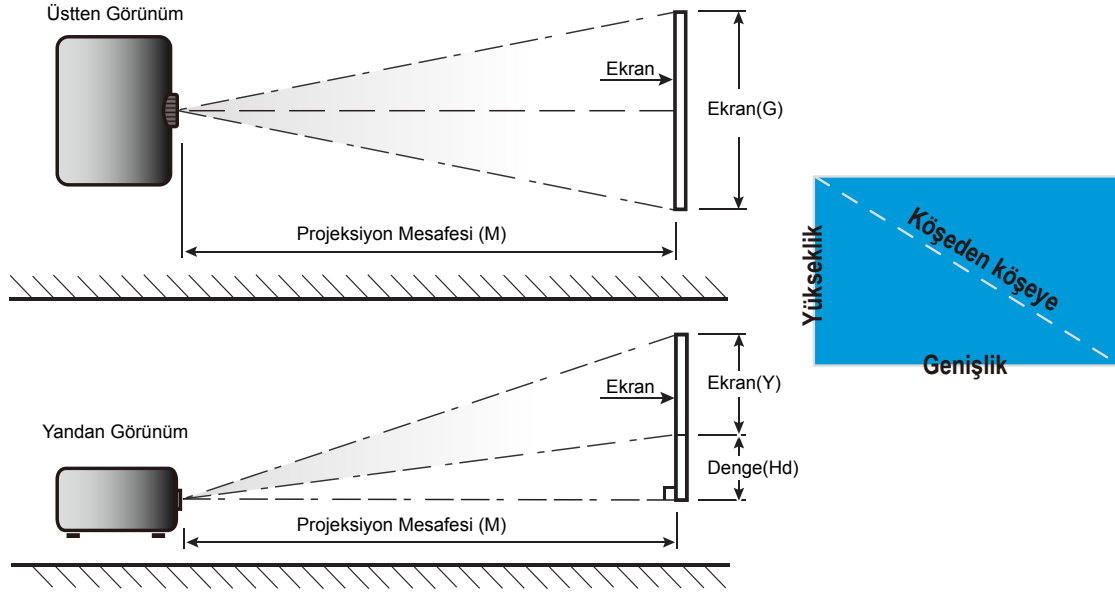 Üstten Görünüm
Ekran
Ekran(G)
Projeksiyon Mesafesi (M)
Yükseklik
Köşeden köşeye
Genişlik
Yandan Görünüm
Ekran
Ekran(Y)
Denge(Hd)
Projeksiyon Mesafesi (M)